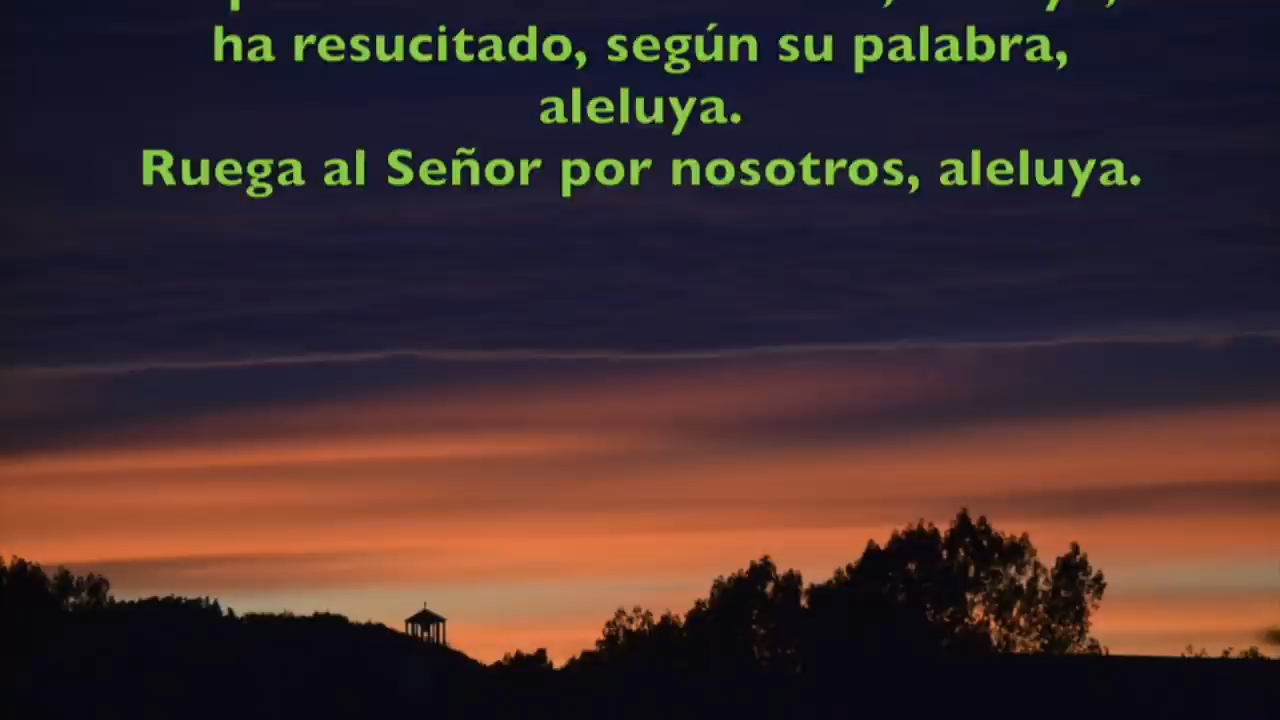 ha resucitado, según su palabra,
aleluya.
Ruega al Señor por nosotros, aleluya.